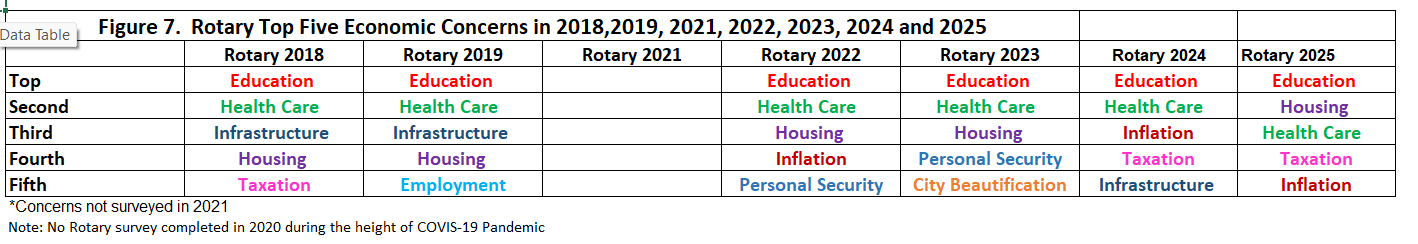 Figure 7.  Rotary Top Five Economic Concerns in 2018,2019, 2021, 2022, 2023, 2024 and 2025
Data Table
Rotary 2018 Rotary 2019 Rotary 2021 Rotary 2022 Rotary 2023 Rotary 2024 Rotary 2025
Top Education Education Education Education Education Education
Second Health Care Health Care Health Care Health Care Health Care Housing
Third Infrastructure Infrastructure Housing Housing Inflation Health Care
Fourth Housing Housing Inflation Personal Security Taxation Taxation
Fifth Taxation Employment Personal Security City Beautification Infrastructure Inflation
*Concerns not surveyed in 2021
Note: No Rotary survey completed in 2020 during the height of COVIS-19 Pandemic